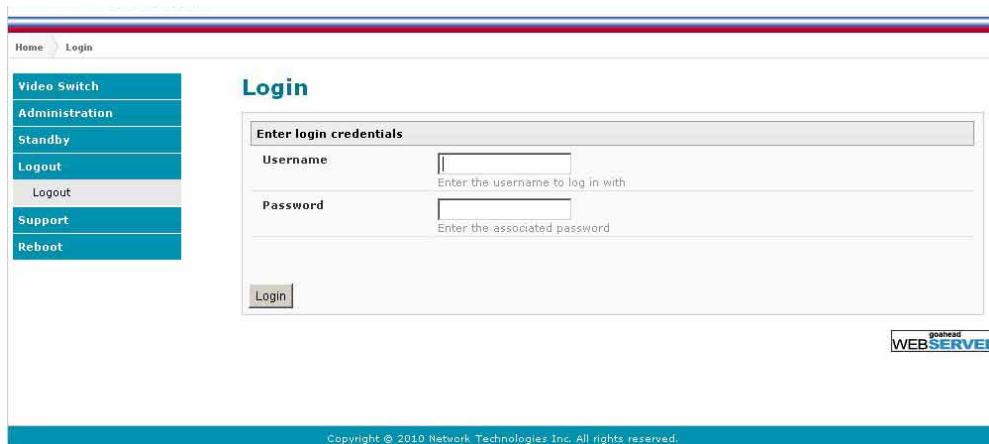 Home Login
Video Switch
Administration
Standby
Logout
Logout
Support
Reboot
Login
Enter login credentials
Username
Enter the username to log in with
Password
Enter the associated password
Login
goahead
WEBSERVER
Copyright © 2010 Network Technologies Inc. All rights reserved.